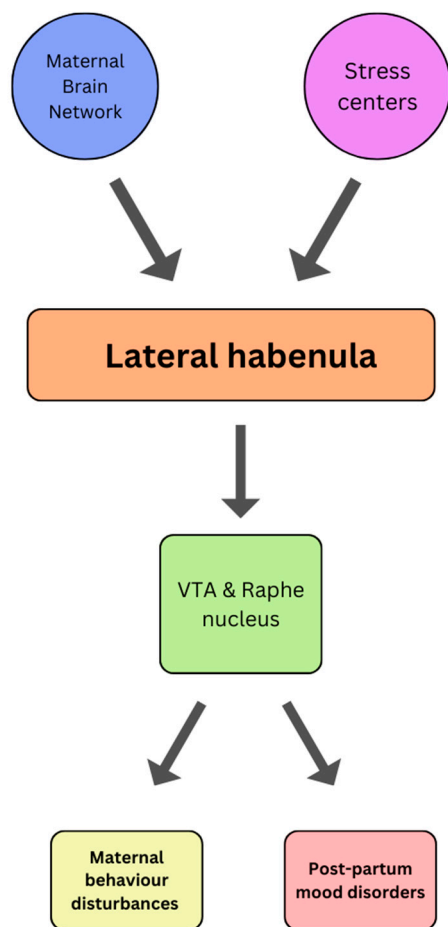 Maternal
Brain
Network
Stress
centers
Lateral habenula
VTA & Raphe
nucleus
Maternal
behaviour
disturbances
Post-partum
mood disorders